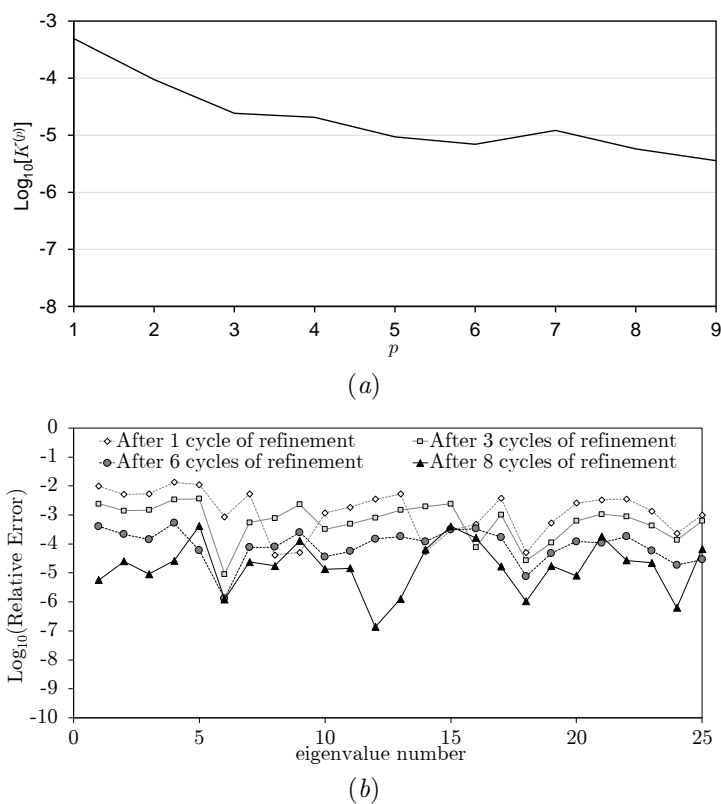 -3
-4
-5
-6
-7
-8
Log10[K(p)]
1 2 3 4 5 6 7 8 9
p
(a)
0
-1
-2
-3
-4
-5
-6
-7
-8
-9
-10
Log10(Relative Error)
After 1 cycle of refinement After 3 cycles of refinement
After 6 cycles of refinement After 8 cycles of refinement
0 5 10 15 20 25
eigenvalue number
(b)